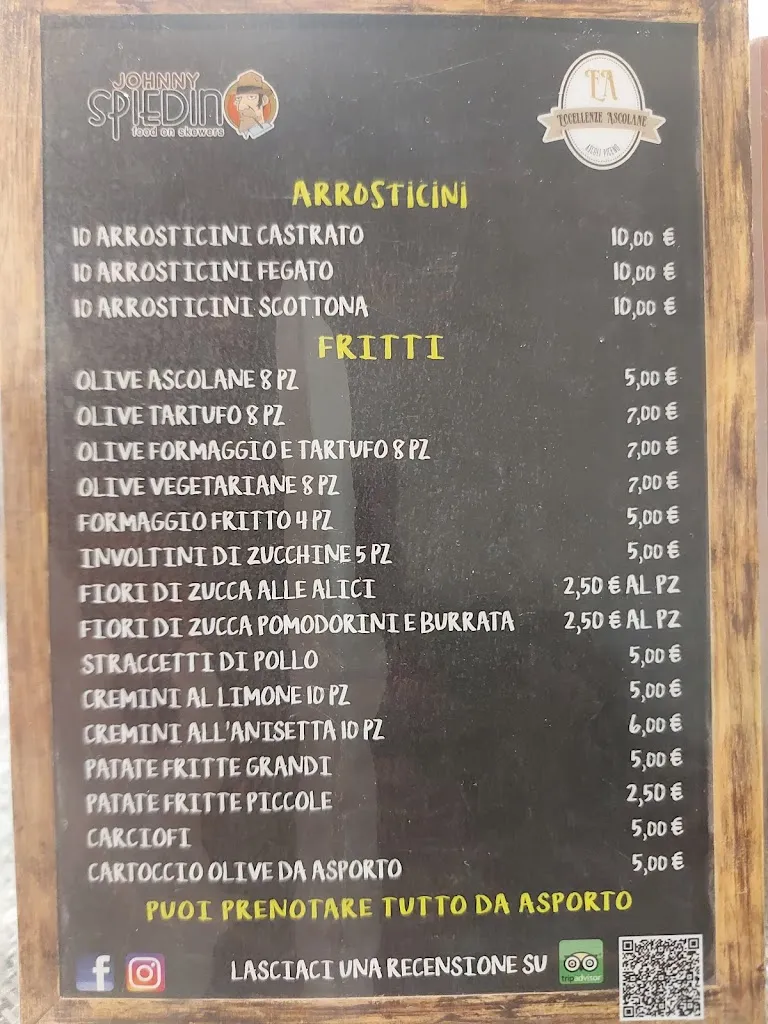 JOHNNY
SPIEDINO
food on skewers
EA
ECCELLENZE ASCOLANE
ASCOLI PICENO
ARROSTICINI
10 ARROSTICINI CASTRATO 10,00 €
10 ARROSTICINI FEGATO 10,00 €
10 ARROSTICINI SCOTTONA 10,00 €
FRITTI
OLIVE ASCOLANE 8 PZ 5,00 €
OLIVE TARTUFO 8 PZ 7,00 €
OLIVE FORMAGGIO E TARTUFO 8 PZ 7,00 €
OLIVE VEGETARIANE 8 PZ 7,00 €
FORMAGGIO FRITTO 4 PZ 5,00 €
INVOLTINI DI ZUCCHINE 5 PZ 5,00 €
FIORI DI ZUCCA ALLE ALICI 2,50 € AL PZ
FIORI DI ZUCCA POMODORINI E BURRATA 2,50 € AL PZ
STRACCETTI DI POLLO 5,00 €
CREMINI AL LIMONE 10 PZ 5,00 €
CREMINI ALL'ANISETTA 10 PZ 6,00 €
PATATE FRITTE GRANDI 5,00 €
PATATE FRITTE PICCOLE 2,50 €
CARCIOFI 5,00 €
CARTOCCIO OLIVE DA ASPORTO 5,00 €
PUOI PRENOTARE TUTTO DA ASPORTO
LASCIACI UNA RECENSIONE SU
tripadvisor